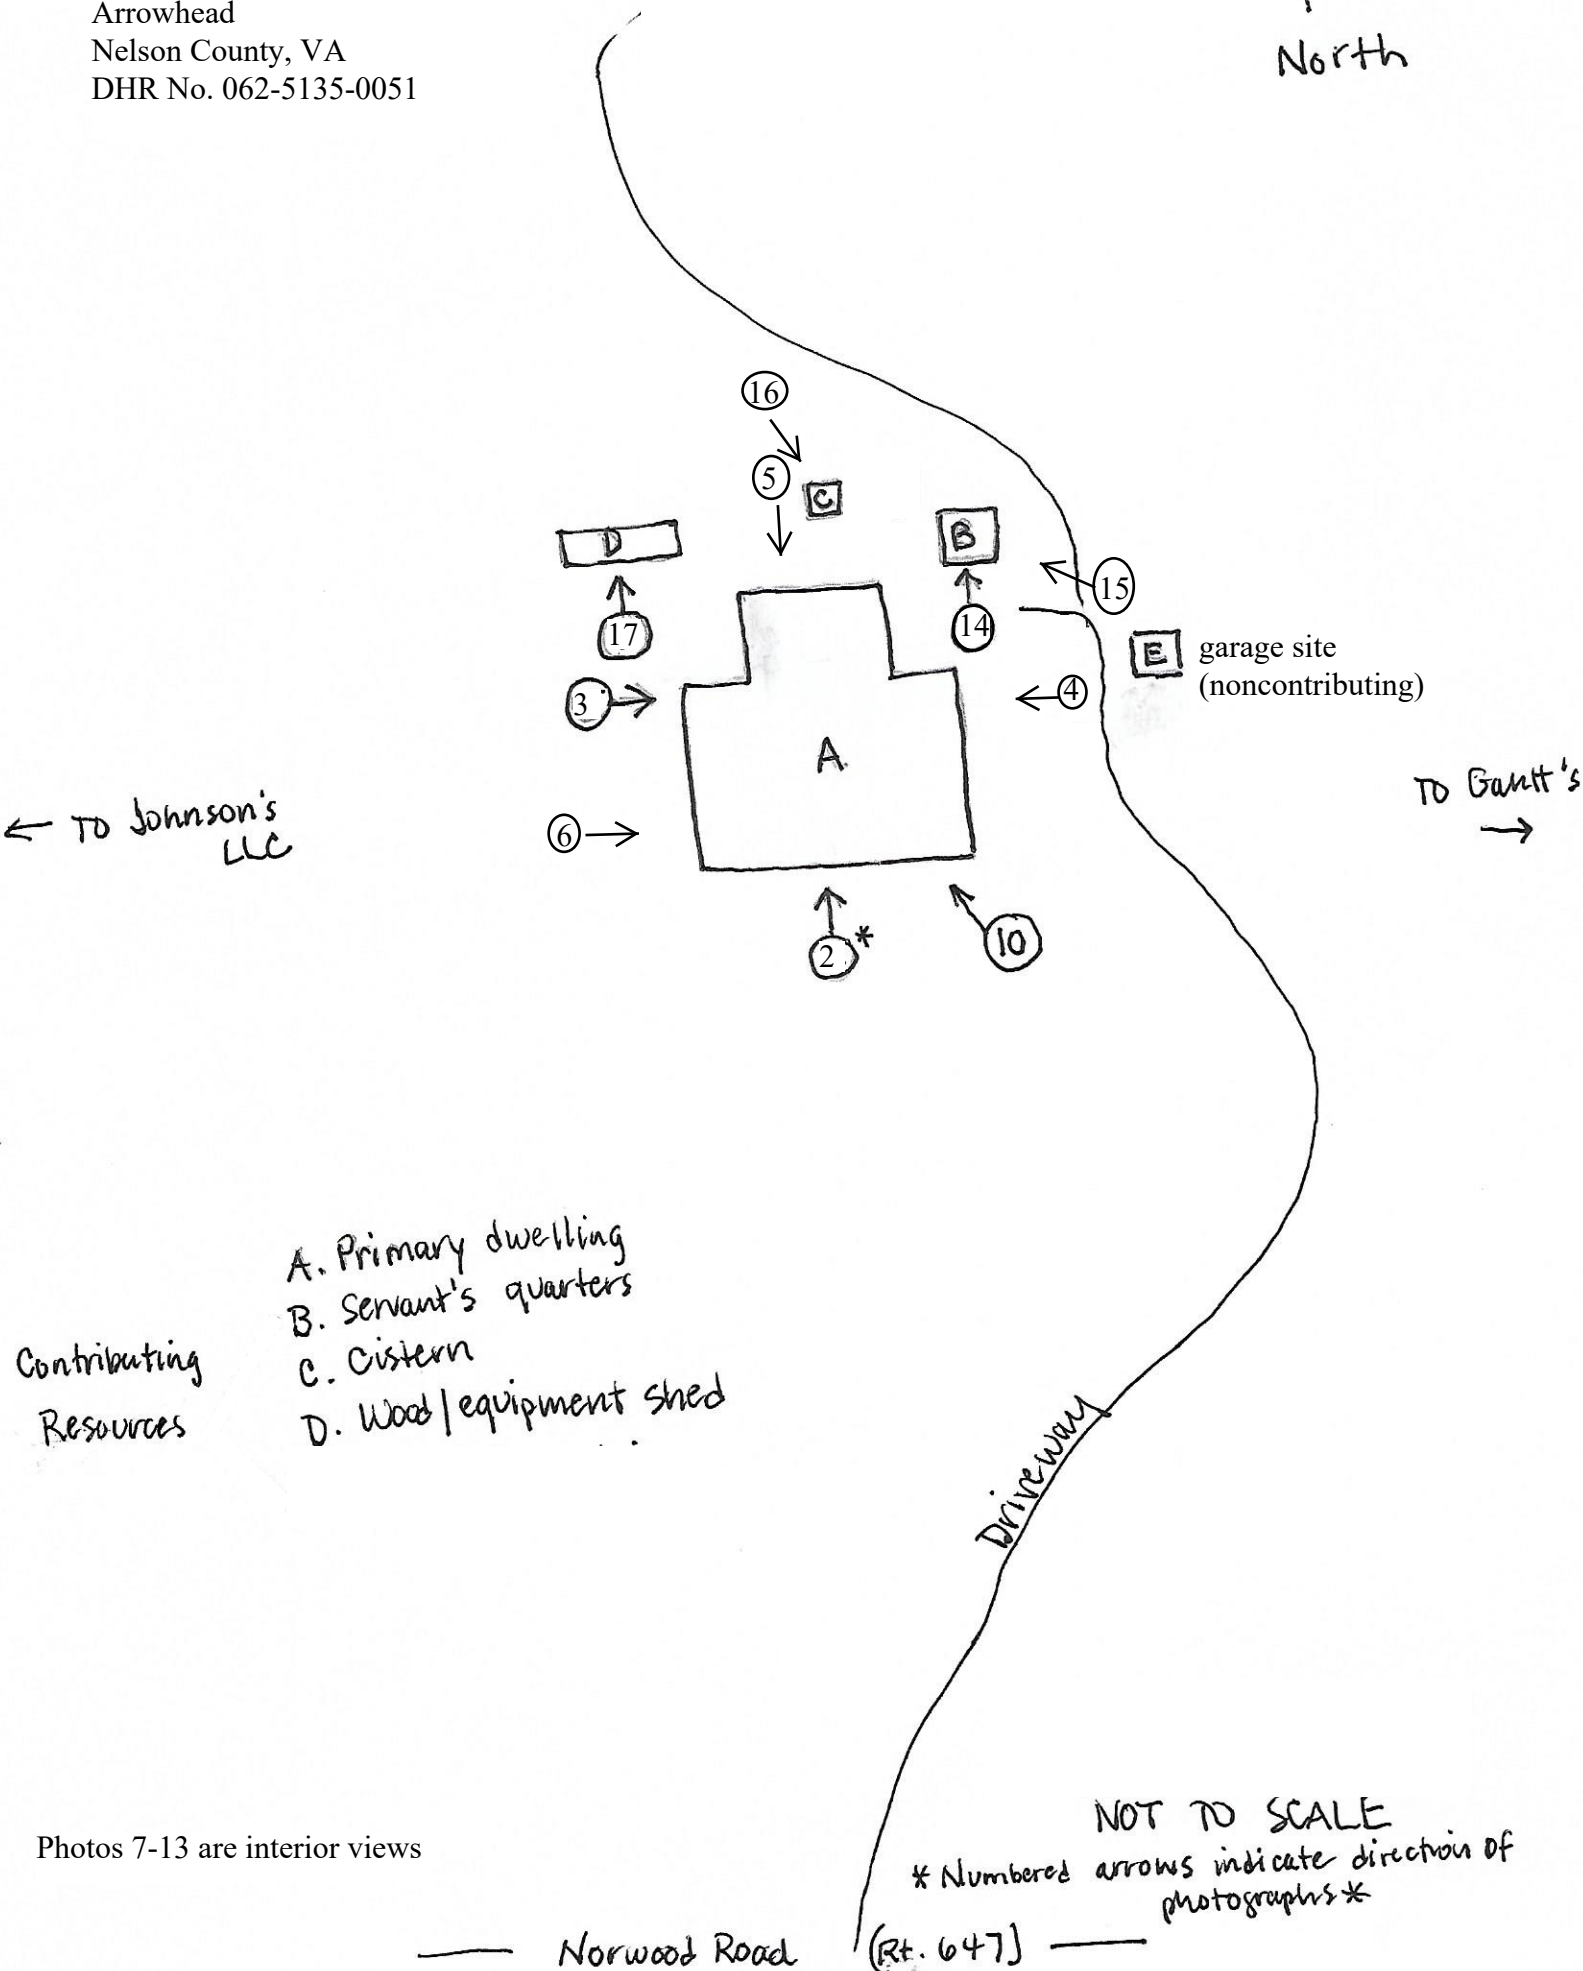 Arrowhead
Nelson County, VA
DHR No. 062-5135-0051
North
16
5
C
D
B
15
17
14
E garage site
(noncontributing)
3
4
A
← TO Johnson's
LLC
TO Gantt's
→
6
2*
10
A. Primary dwelling
B. Servant's quarters
Contributing
Resources
C. Cistern
D. Wood/equipment shed
Driveway
NOT TO SCALE
Photos 7-13 are interior views
* Numbered arrows indicate direction of
photographs *
Norwood Road (Rt. 647)